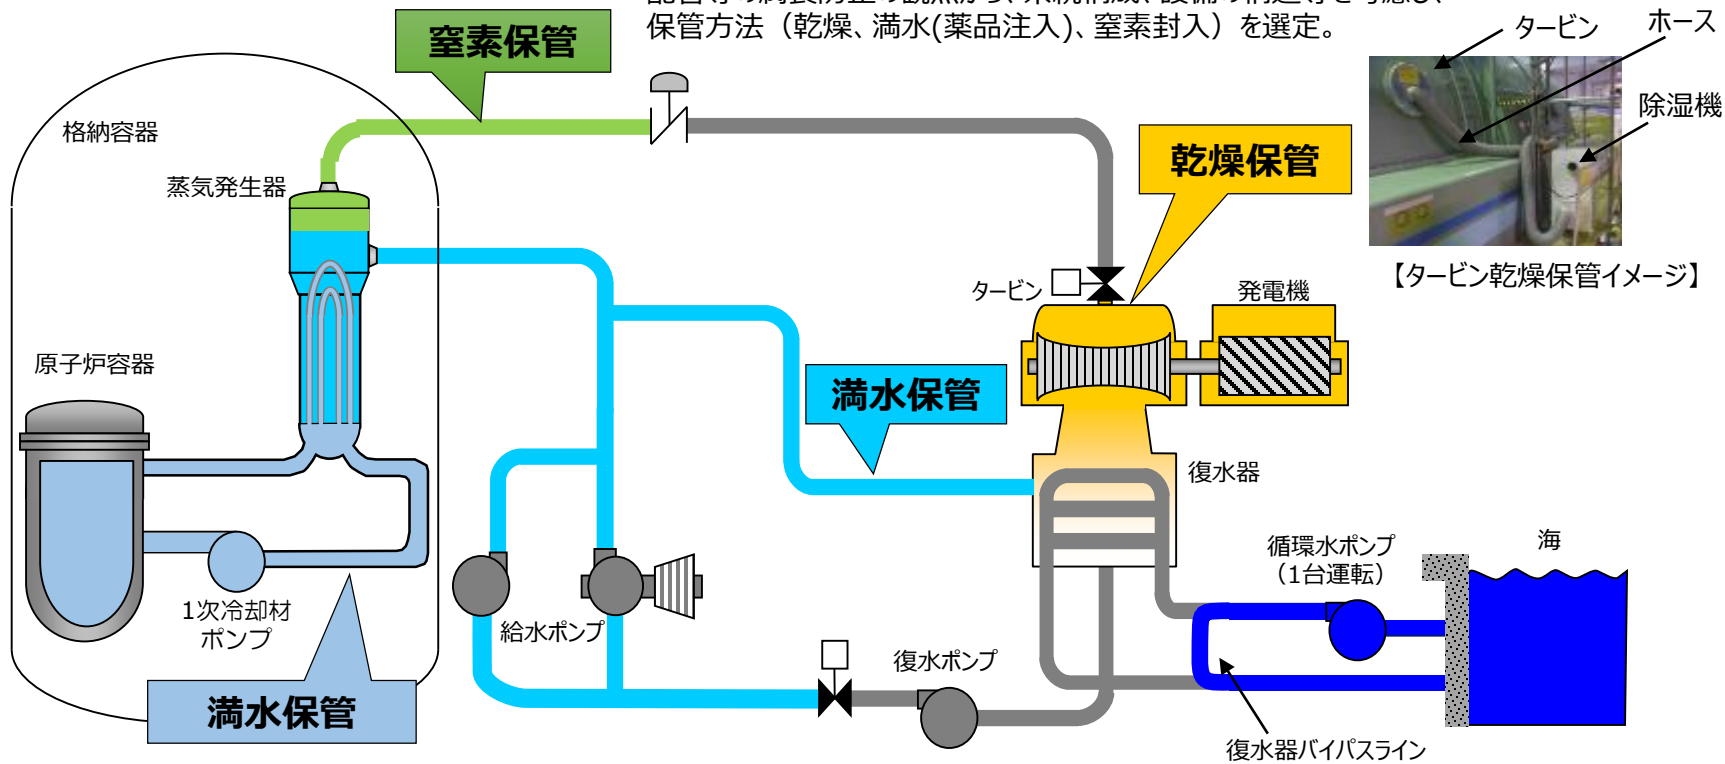 保管方法（乾燥、満水(薬品注入)、窒素封入）を選定。
窒素保管
タービン
ホース
除湿機
格納容器
蒸気発生器
乾燥保管
【タービン乾燥保管イメージ】
タービン
発電機
原子炉容器
満水保管
復水器
循環水ポンプ
（1台運転）
海
1次冷却材
ポンプ
給水ポンプ
復水ポンプ
満水保管
復水器バイパスライン